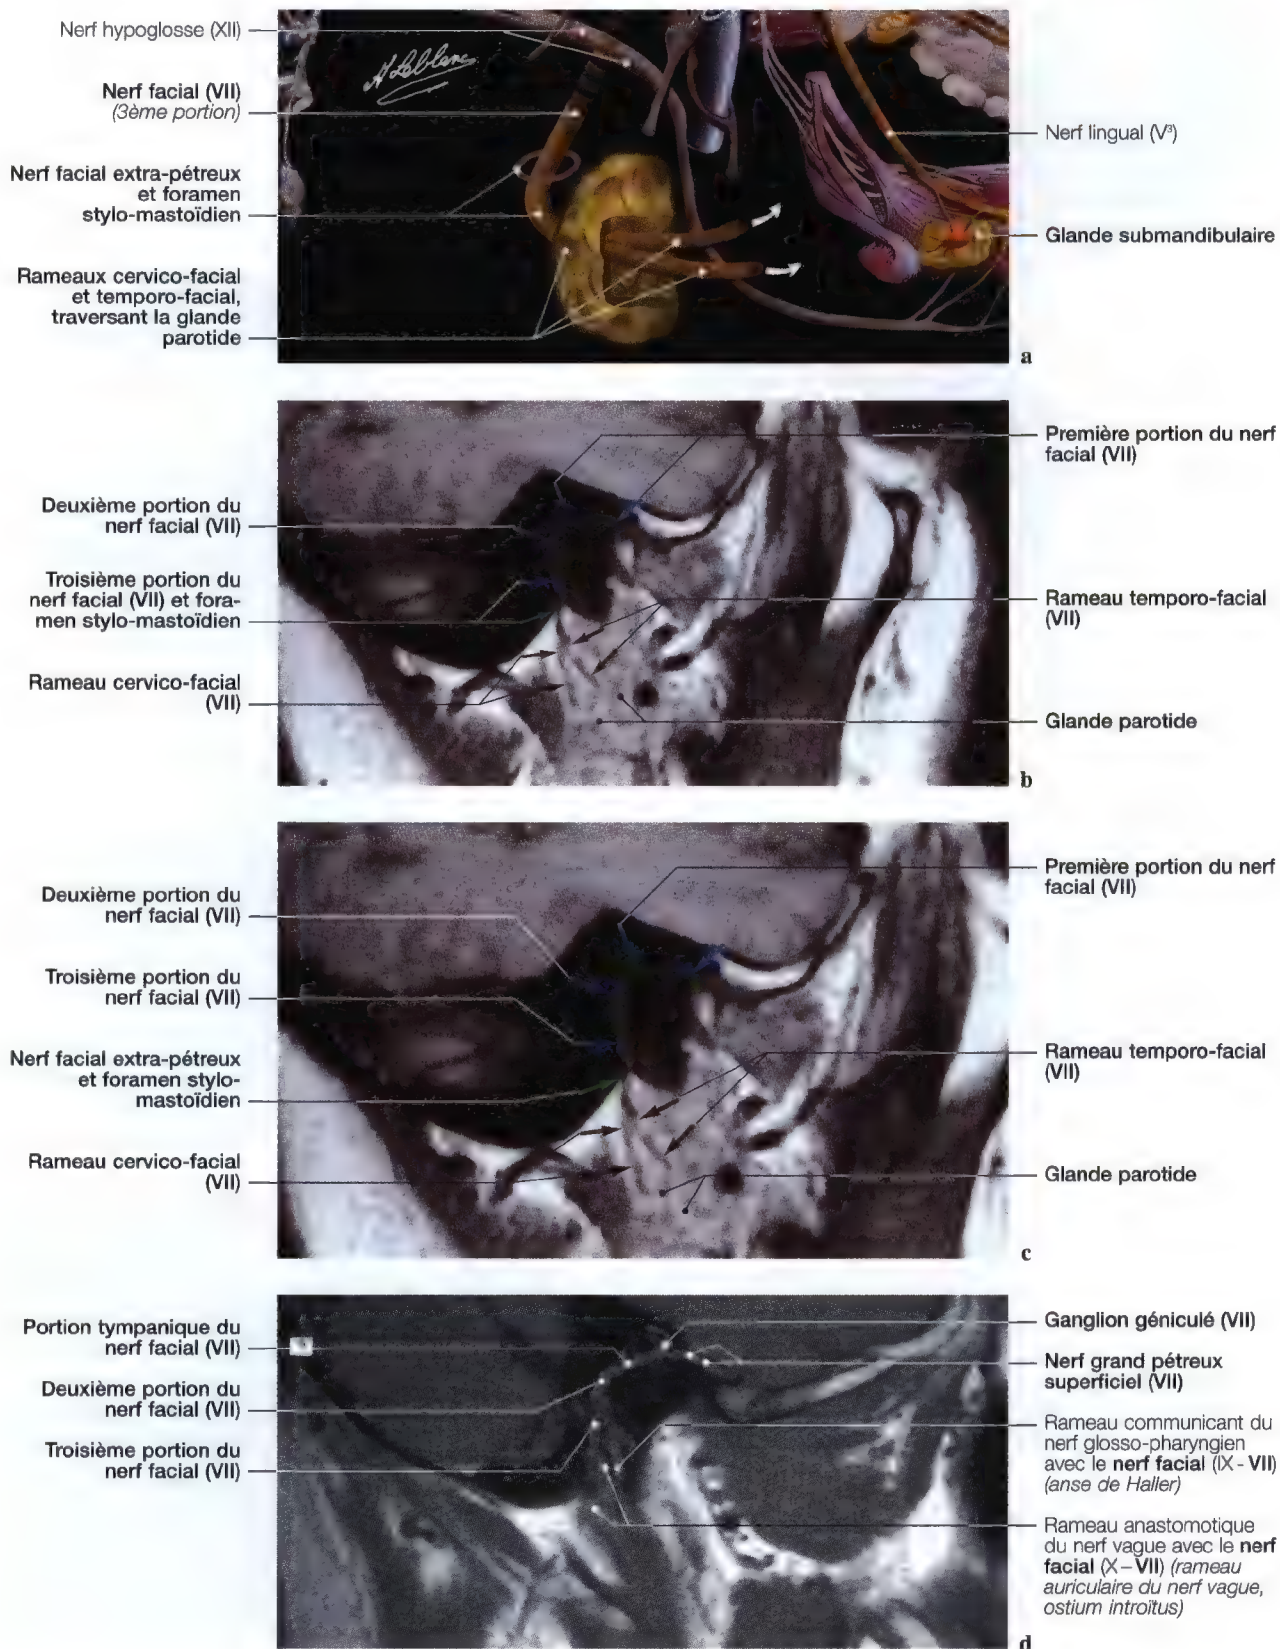 Nerf hypoglosse (XII)
Nerf facial (VII)
(3ème portion)
Nerf facial extra-pétreux
et foramen
stylo-mastoïdien
Rameaux cervico-facial
et temporo-facial,
traversant la glande
parotide
A Leblanc
Nerf lingual (V³)
Glande submandibulaire
a
Deuxième portion du
nerf facial (VII)
Troisième portion du
nerf facial (VII) et fora-
men stylo-mastoïdien
Rameau cervico-facial
(VII)
Première portion du nerf
facial (VII)
Rameau temporo-facial
(VII)
Glande parotide
b
Deuxième portion du
nerf facial (VII)
Troisième portion du
nerf facial (VII)
Nerf facial extra-pétreux
et foramen stylo-
mastoïdien
Rameau cervico-facial
(VII)
Première portion du nerf
facial (VII)
Rameau temporo-facial
(VII)
Glande parotide
c
Portion tympanique du
nerf facial (VII)
Deuxième portion du
nerf facial (VII)
Troisième portion du
nerf facial (VII)
Ganglion géniculé (VII)
Nerf grand pétreux
superficiel (VII)
Rameau communicant du
nerf glosso-pharyngien
avec le nerf facial (IX - VII)
(anse de Haller)
Rameau anastomotique
du nerf vague avec le nerf
facial (X – VII) (rameau
auriculaire du nerf vague,
ostium introïtus)
d